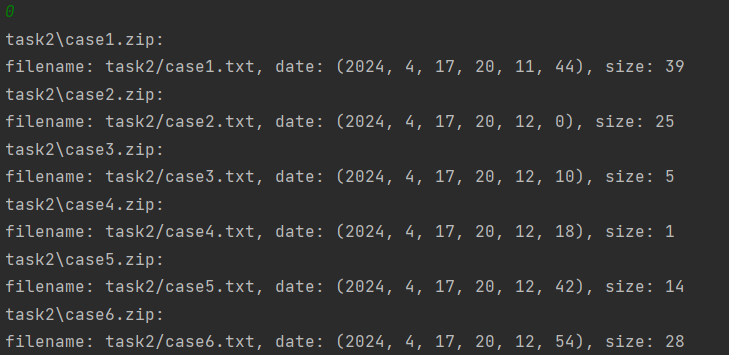 0
task2\case1.zip:
filename: task2/case1.txt, date: (2024, 4, 17, 20, 11, 44), size: 39
task2\case2.zip:
filename: task2/case2.txt, date: (2024, 4, 17, 20, 12, 0), size: 25
task2\case3.zip:
filename: task2/case3.txt, date: (2024, 4, 17, 20, 12, 10), size: 5
task2\case4.zip:
filename: task2/case4.txt, date: (2024, 4, 17, 20, 12, 18), size: 1
task2\case5.zip:
filename: task2/case5.txt, date: (2024, 4, 17, 20, 12, 42), size: 14
task2\case6.zip:
filename: task2/case6.txt, date: (2024, 4, 17, 20, 12, 54), size: 28